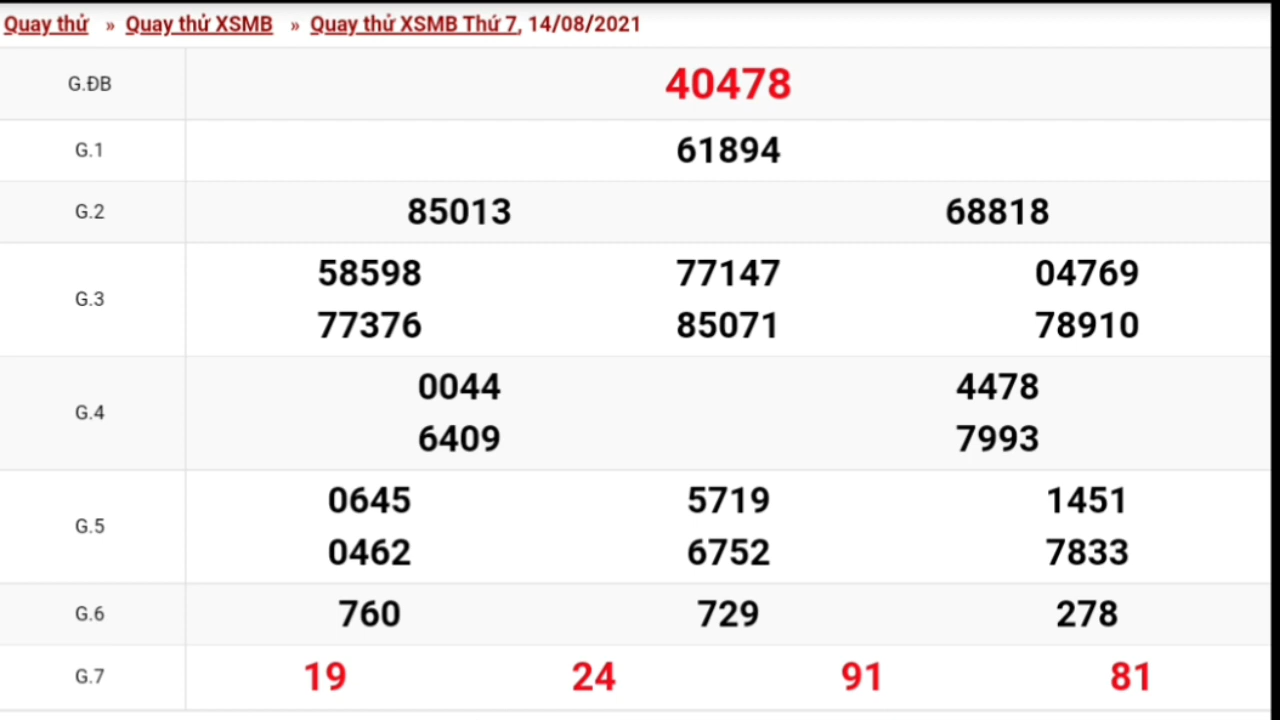 Quay thử » Quay thử XSMB » Quay thử XSMB Thứ 7, 14/08/2021
G.ĐB 40478
G.1 61894
G.2 85013 68818
G.3 58598 77147 04769
77376 85071 78910
G.4 0044 4478
6409 7993
G.5 0645 5719 1451
0462 6752 7833
G.6 760 729 278
G.7 19 24 91 81